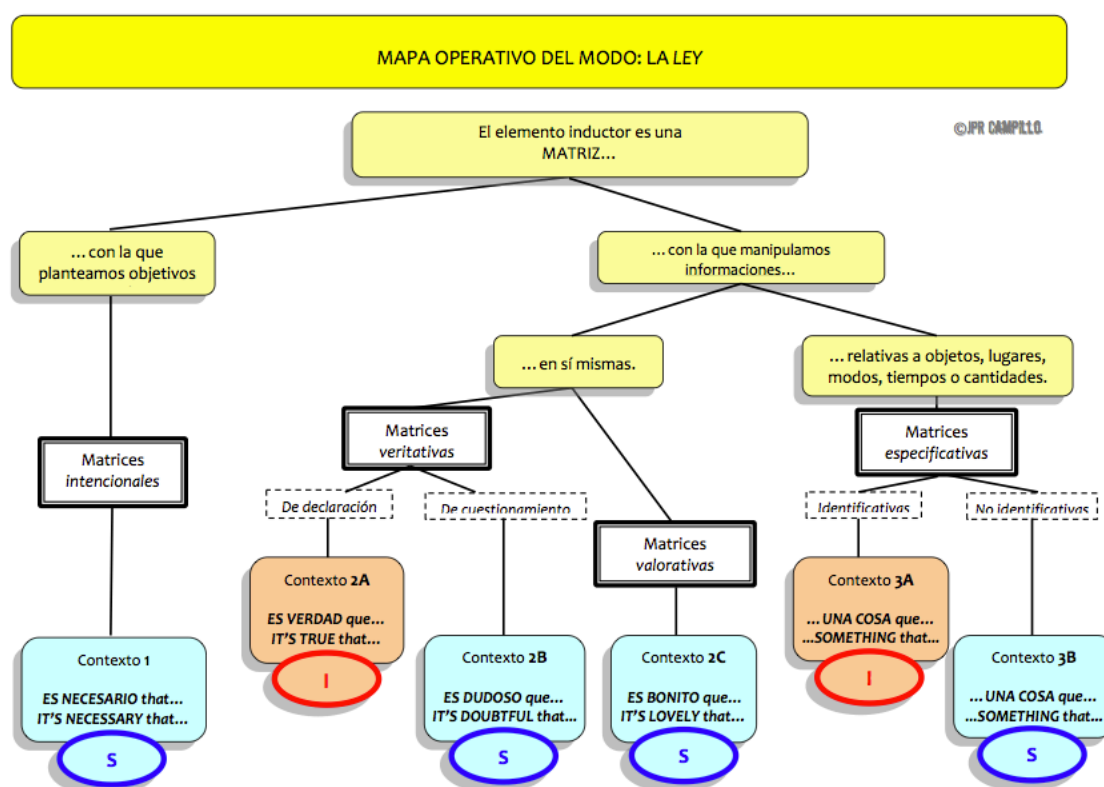 MAPA OPERATIVO DEL MODO: LA LEY
©JPR CAMPILLO.
El elemento inductor es una
MATRIZ...
...con la que
planteamos objetivos
...con la que manipulamos
informaciones...
...en sí mismas.
...relativas a objetos, lugares,
modos, tiempos o cantidades.
Matrices
intencionales
Matrices
veritativas
Matrices
especificativas
De declaración
De cuestionamiento
Identificativas
No identificativas
Matrices
valorativas
Contexto 2A
ES VERDAD que...
IT'S TRUE that...
I
Contexto 3A
...UNA COSA que...
...SOMETHING that...
I
Contexto 1
ES NECESARIO that...
IT'S NECESSARY that...
S
Contexto 2B
ES DUDOSO que...
IT'S DOUBTFUL that...
S
Contexto 2C
ES BONITO que...
IT'S LOVELY that...
S
Contexto 3B
...UNA COSA que...
...SOMETHING that...
S